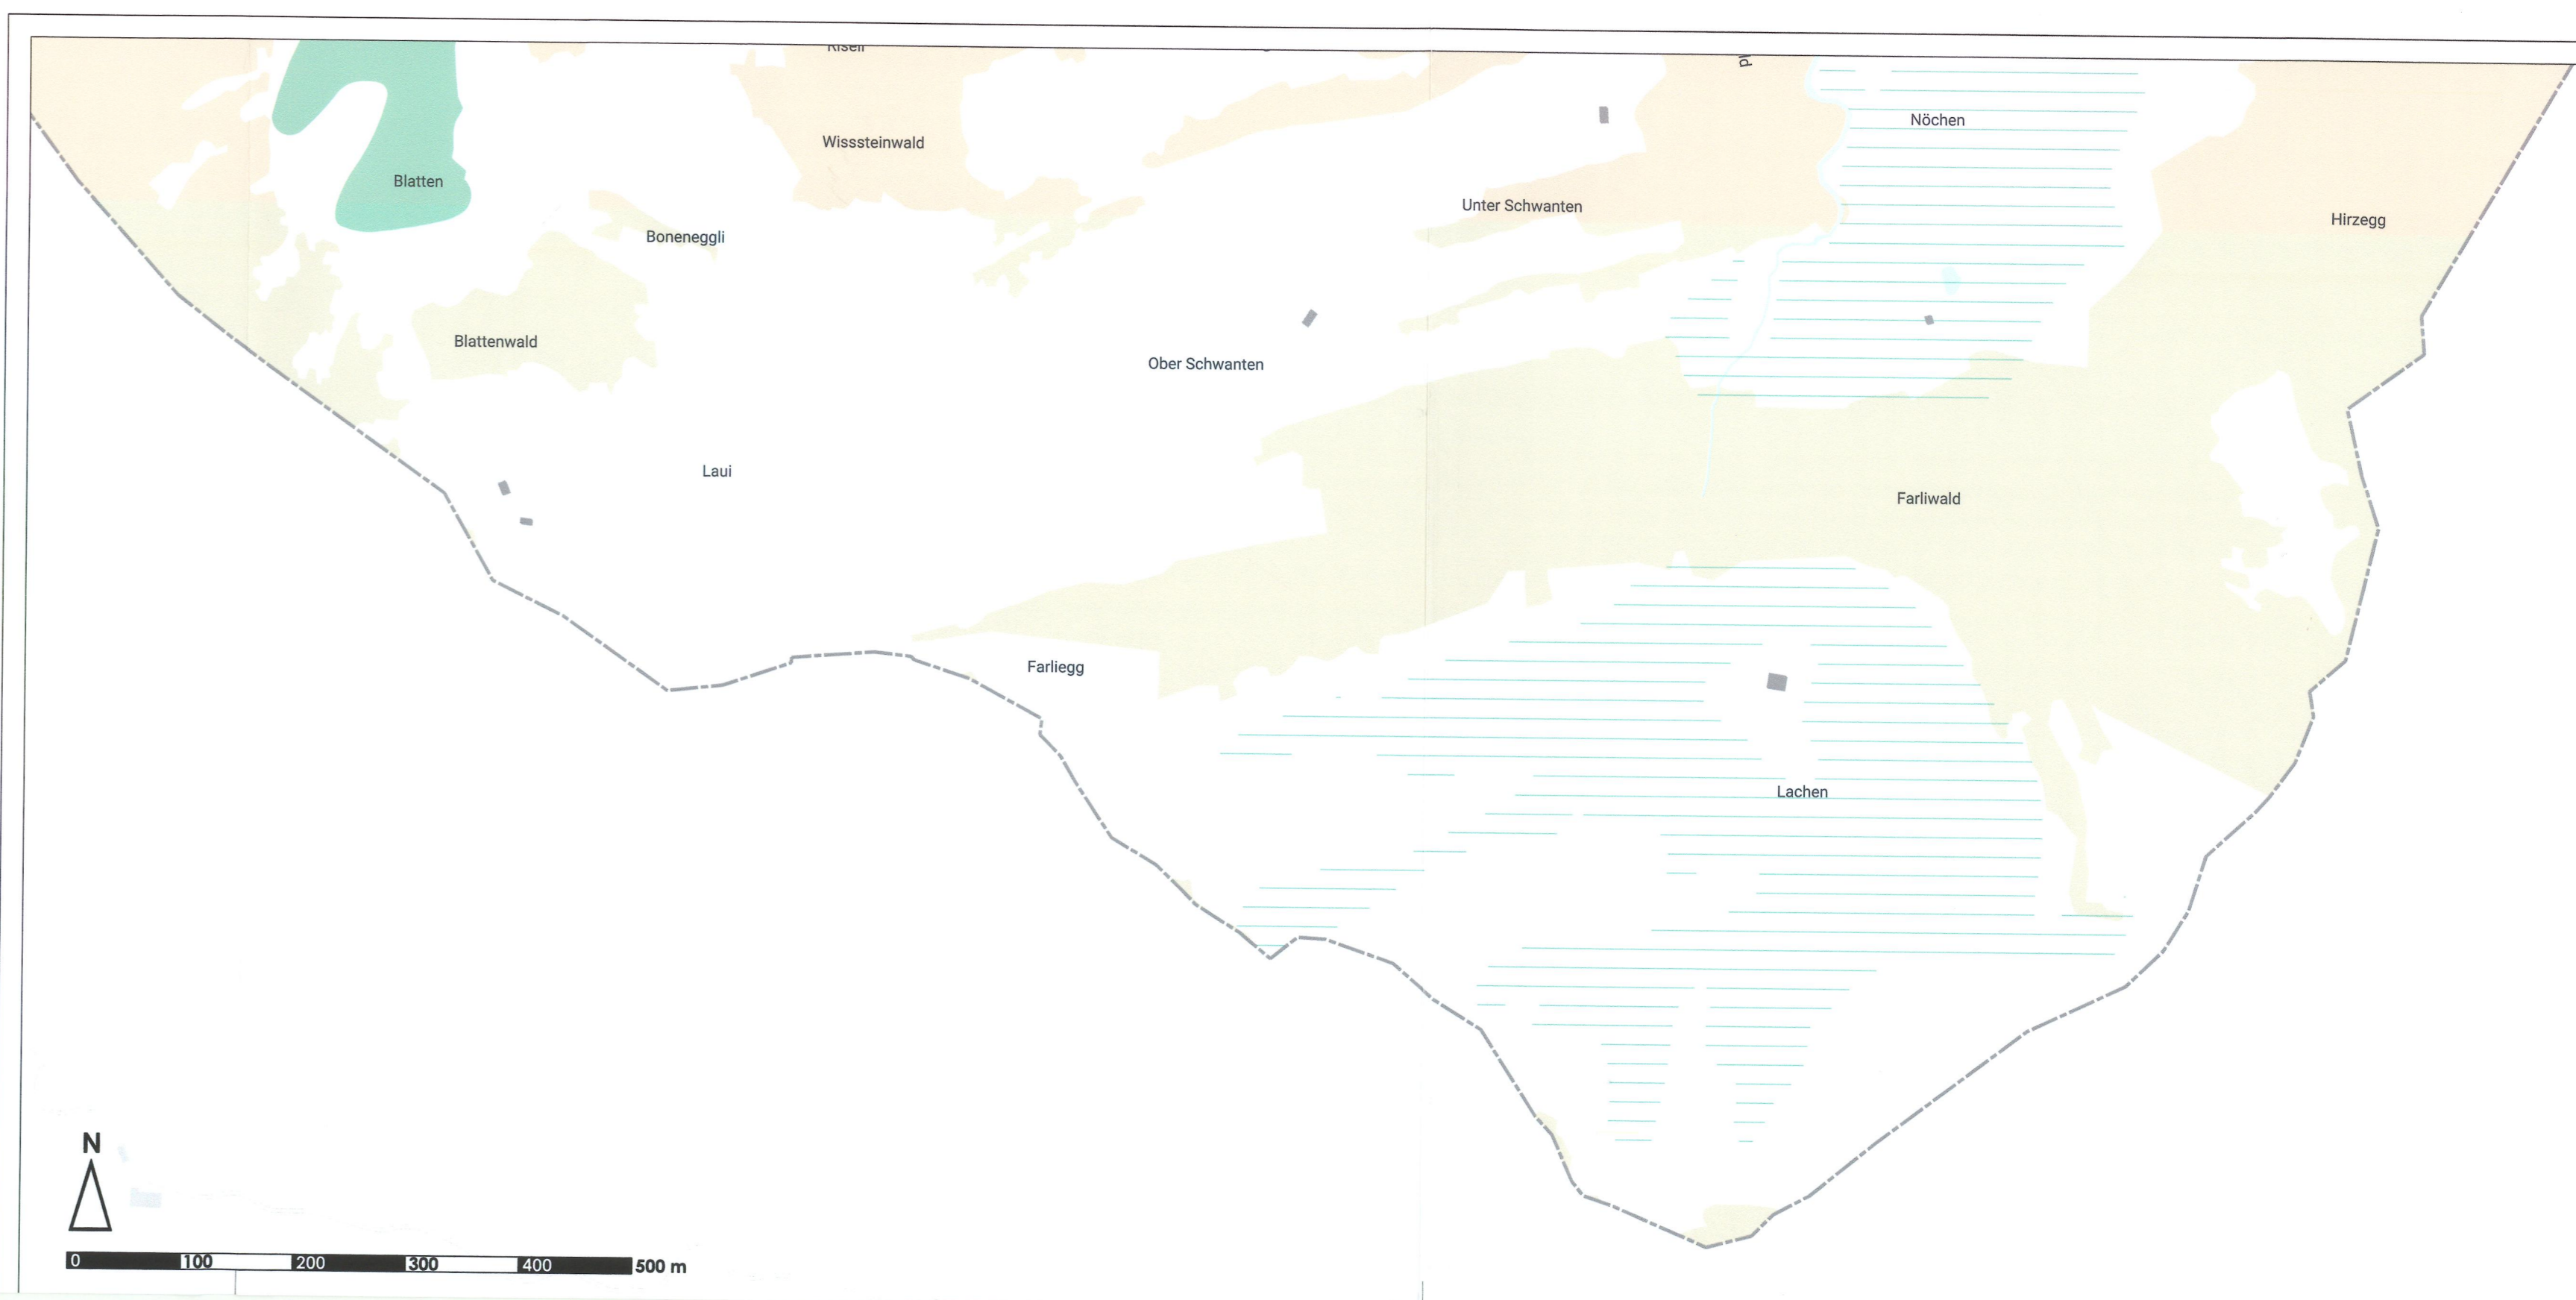 Nöchen
Wisssteinwald
Blatten
Unter Schwanten
Hirzegg
Boneneggli
Blattenwald
Ober Schwanten
Laui
Farliwald
Farliegg
Lachen
N
0 100 200 300 400 500 m